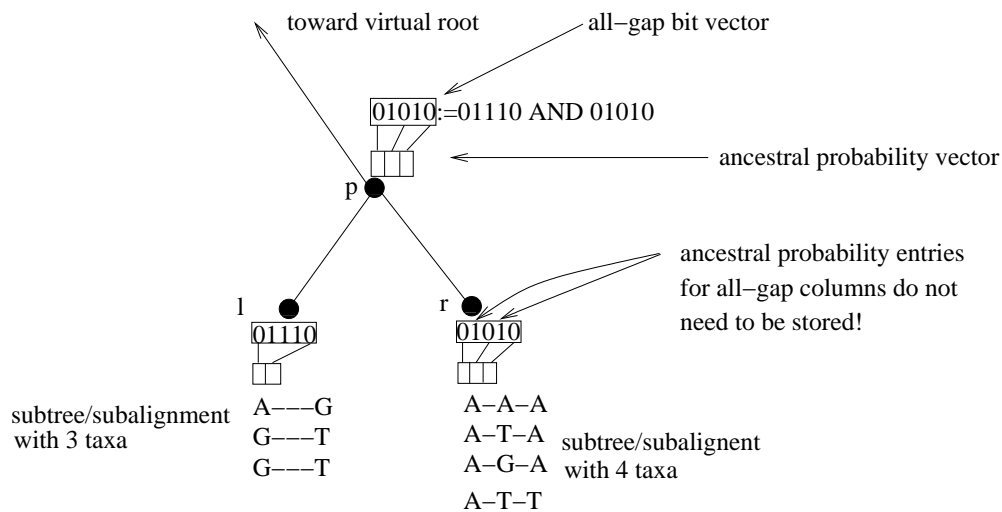 toward virtual root
all−gap bit vector
01010:=01110 AND 01010
ancestral probability vector
p
ancestral probability entries
for all−gap columns do not
need to be stored!
l
r
01110
01010
subtree/subalignment
with 3 taxa
A−−−G
G−−−T
G−−−T
A−A−A
A−T−A
A−G−A
A−T−T
subtree/subalignent
with 4 taxa